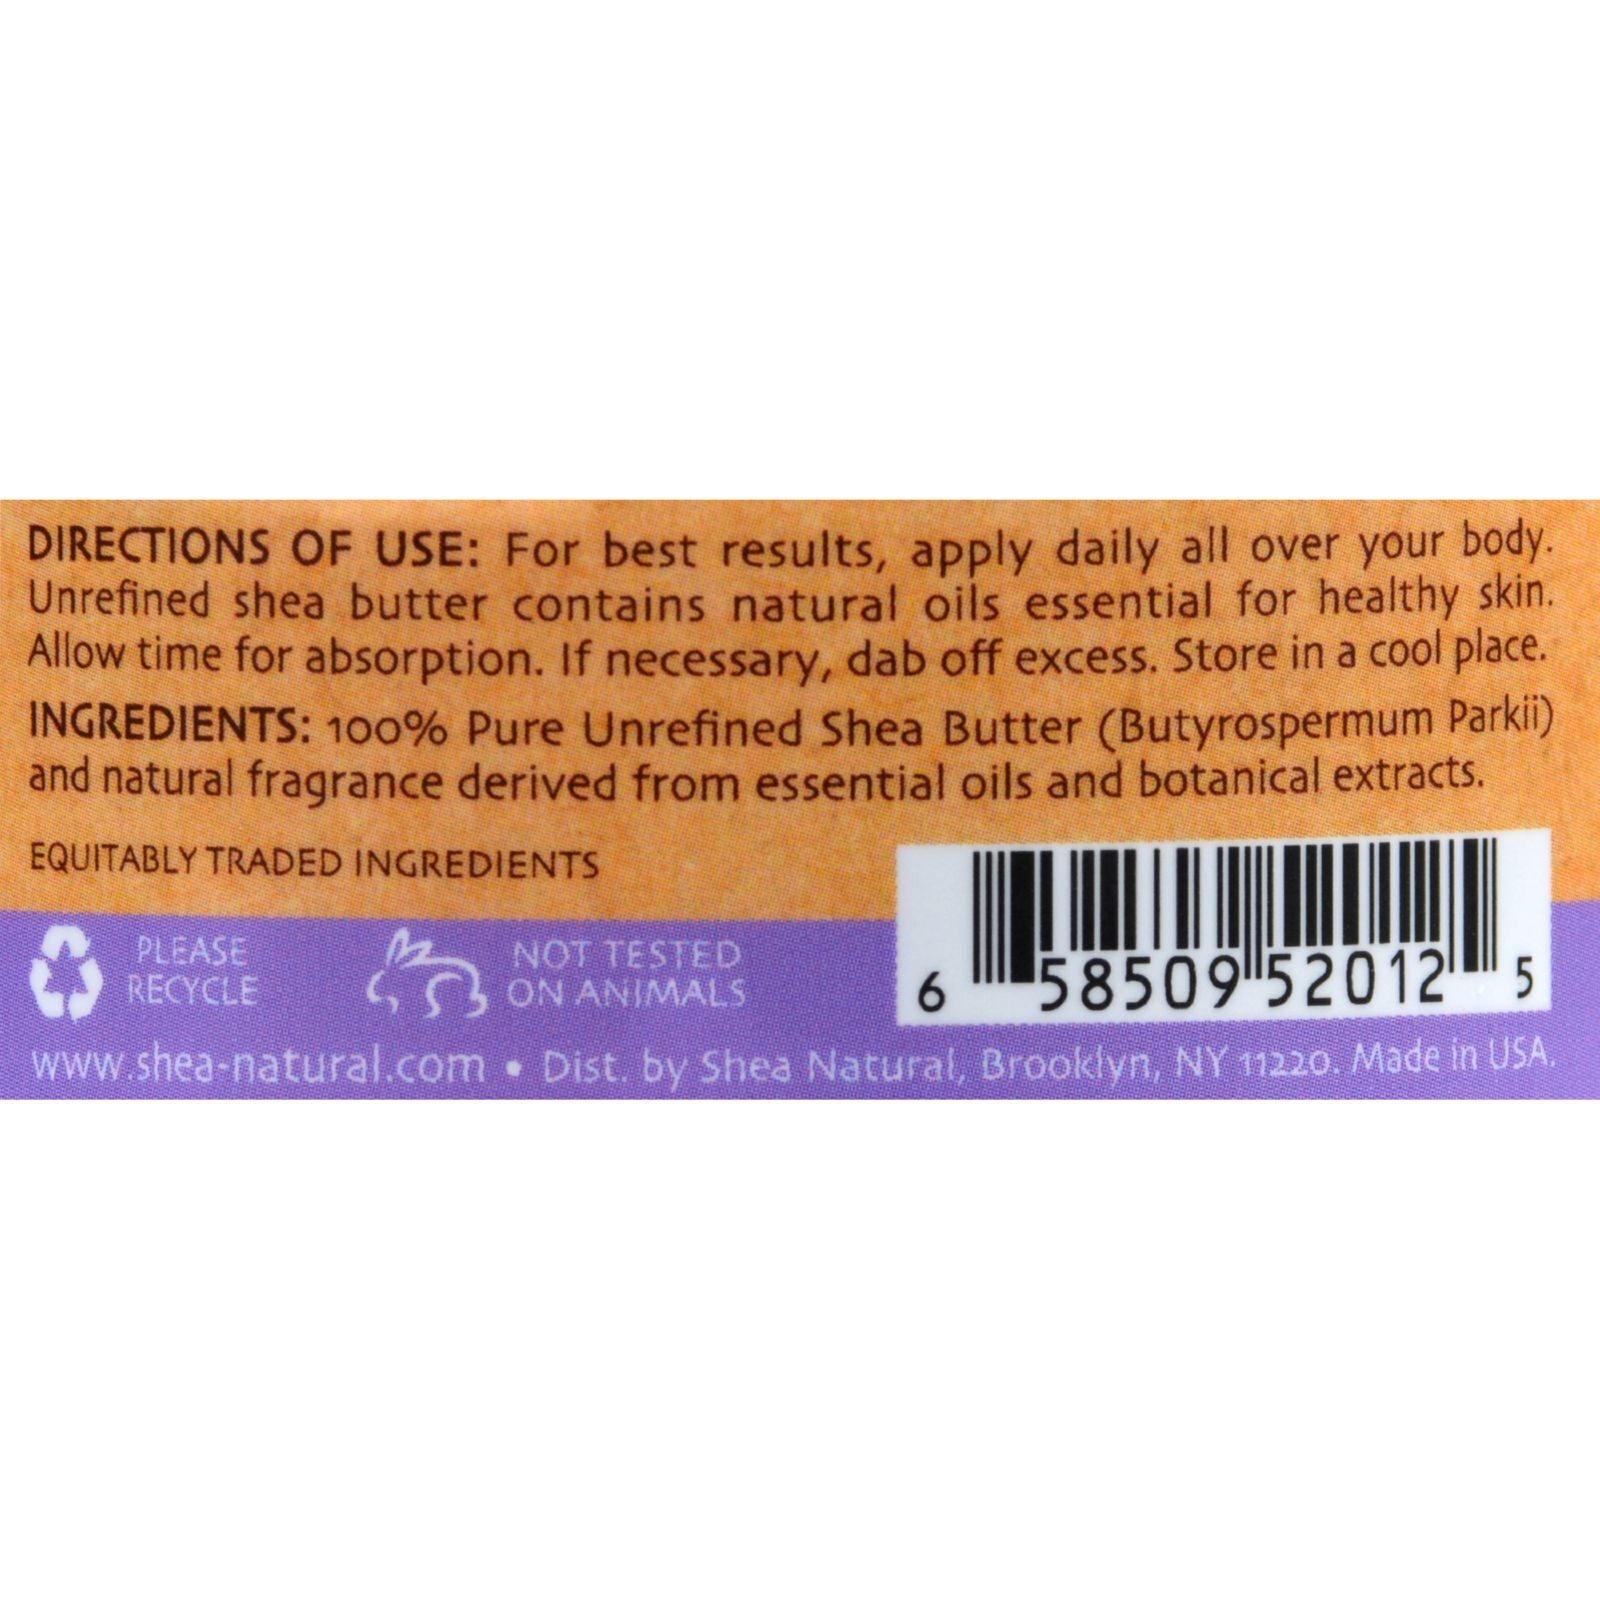 DIRECTIONS OF USE: For best results, apply daily all over your body.
Unrefined shea butter contains natural oils essential for healthy skin.
Allow time for absorption. If necessary, dab off excess. Store in a cool place.
INGREDIENTS: 100% Pure Unrefined Shea Butter (Butyrospermum Parkii)
and natural fragrance derived from essential oils and botanical extracts.
EQUITABLY TRADED INGREDIENTS
PLEASE
RECYCLE
NOT TESTED
ON ANIMALS
6 58509 52012 5
www.shea-natural.com • Dist. by Shea Natural, Brooklyn, NY 11220. Made in USA.